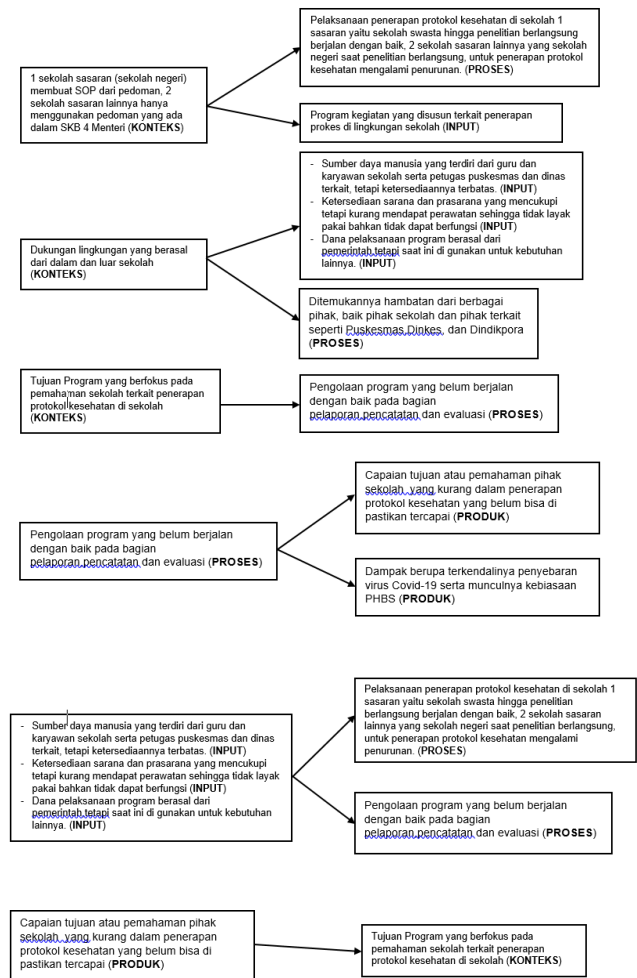 Pelaksanaan penerapan protokol kesehatan di sekolah 1
sasaran yaitu sekolah swasta hingga penelitian berlangsung
berjalan dengan baik, 2 sekolah sasaran lainnya yang sekolah
negeri saat penelitian berlangsung, untuk penerapan protokol
kesehatan mengalami penurunan. (PROSES)
1 sekolah sasaran (sekolah negeri)
membuat SOP dari pedoman, 2
sekolah sasaran lainnya hanya
menggunakan pedoman yang ada
dalam SKB 4 Menteri (KONTEKS)
Program kegiatan yang disusun terkait penerapan
prokes di lingkungan sekolah (INPUT)
- Sumber daya manusia yang terdiri dari guru dan
karyawan sekolah serta petugas puskesmas dan dinas
terkait, tetapi ketersediaannya terbatas. (INPUT)
- Ketersediaan sarana dan prasarana yang mencukupi
tetapi kurang mendapat perawatan sehingga tidak layak
pakai bahkan tidak dapat berfungsi (INPUT)
- Dana pelaksanaan program berasal dari
pemerintah,tetapi saat ini di gunakan untuk kebutuhan
lainnya. (INPUT)
Dukungan lingkungan yang berasal
dari dalam dan luar sekolah
(KONTEKS)
Ditemukannya hambatan dari berbagai
pihak, baik pihak sekolah dan pihak terkait
seperti Puskesmas,Dinkes, dan Dindikpora
(PROSES)
Tujuan Program yang berfokus pada
pemahaman sekolah terkait penerapan
protokol kesehatan di sekolah
(KONTEKS)
Pengolaan program yang belum berjalan
dengan baik pada bagian
pelaporan,pencatatan, dan evaluasi (PROSES)
Capaian tujuan atau pemahaman pihak
sekolah yang kurang dalam penerapan
protokol kesehatan yang belum bisa di
pastikan tercapai (PRODUK)
Pengolaan program yang belum berjalan
dengan baik pada bagian
pelaporan,pencatatan, dan evaluasi (PROSES)
Dampak berupa terkendalinya penyebaran
virus Covid-19 serta munculnya kebiasaan
PHBS (PRODUK)
Pelaksanaan penerapan protokol kesehatan di sekolah 1
sasaran yaitu sekolah swasta hingga penelitian
berlangsung berjalan dengan baik, 2 sekolah sasaran
lainnya yang sekolah negeri saat penelitian berlangsung,
untuk penerapan protokol kesehatan mengalami
penurunan. (PROSES)
- Sumber daya manusia yang terdiri dari guru dan
karyawan sekolah serta petugas puskesmas dan dinas
terkait, tetapi ketersediaannya terbatas. (INPUT)
- Ketersediaan sarana dan prasarana yang mencukupi
tetapi kurang mendapat perawatan sehingga tidak layak
pakai bahkan tidak dapat berfungsi (INPUT)
- Dana pelaksanaan program berasal dari
pemerintah,tetapi saat ini di gunakan untuk kebutuhan
lainnya. (INPUT)
Pengolaan program yang belum berjalan
dengan baik pada bagian
pelaporan,pencatatan, dan evaluasi (PROSES)
Capaian tujuan atau pemahaman pihak
sekolah yang kurang dalam penerapan
protokol kesehatan yang belum bisa di
pastikan tercapai (PRODUK)
Tujuan Program yang berfokus pada
pemahaman sekolah terkait penerapan
protokol kesehatan di sekolah (KONTEKS)